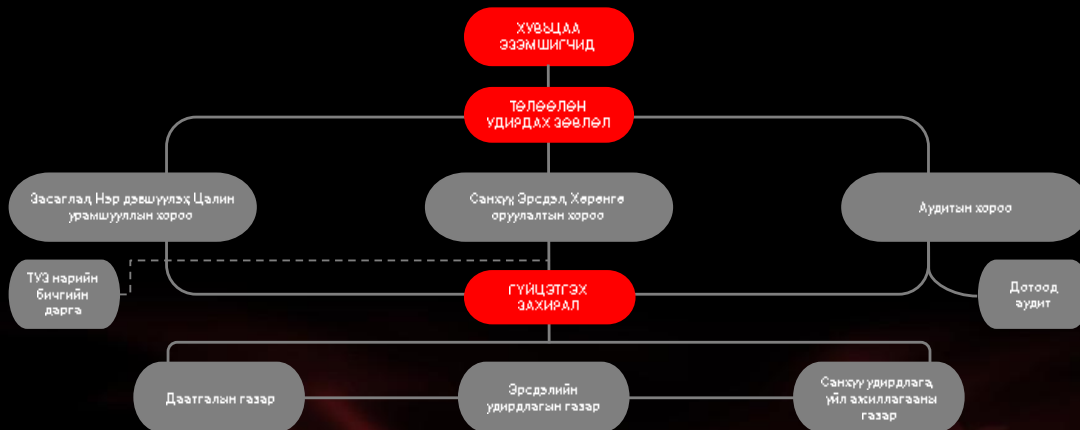 ХУВЬЦАА
ЭЗЭМШИГЧИД
ТӨЛӨӨЛӨН
УДИРДАХ ЗӨВЛӨЛ
Засаглал, Нэр дэвшүүлэх, Цалин
урамшууллын хороо
Санхүү, Эрсдэл, Хөрөнгө
оруулалтын хороо
Аудитын хороо
ТУЗ нарийн
бичгийн
дарга
ГҮЙЦЭТГЭХ
ЗАХИРАЛ
Дотоод
аудит
Даатгалын газар
Эрсдэлийн
удирдлагын газар
Санхүү удирдлага,
үйл ажиллагааны
газар